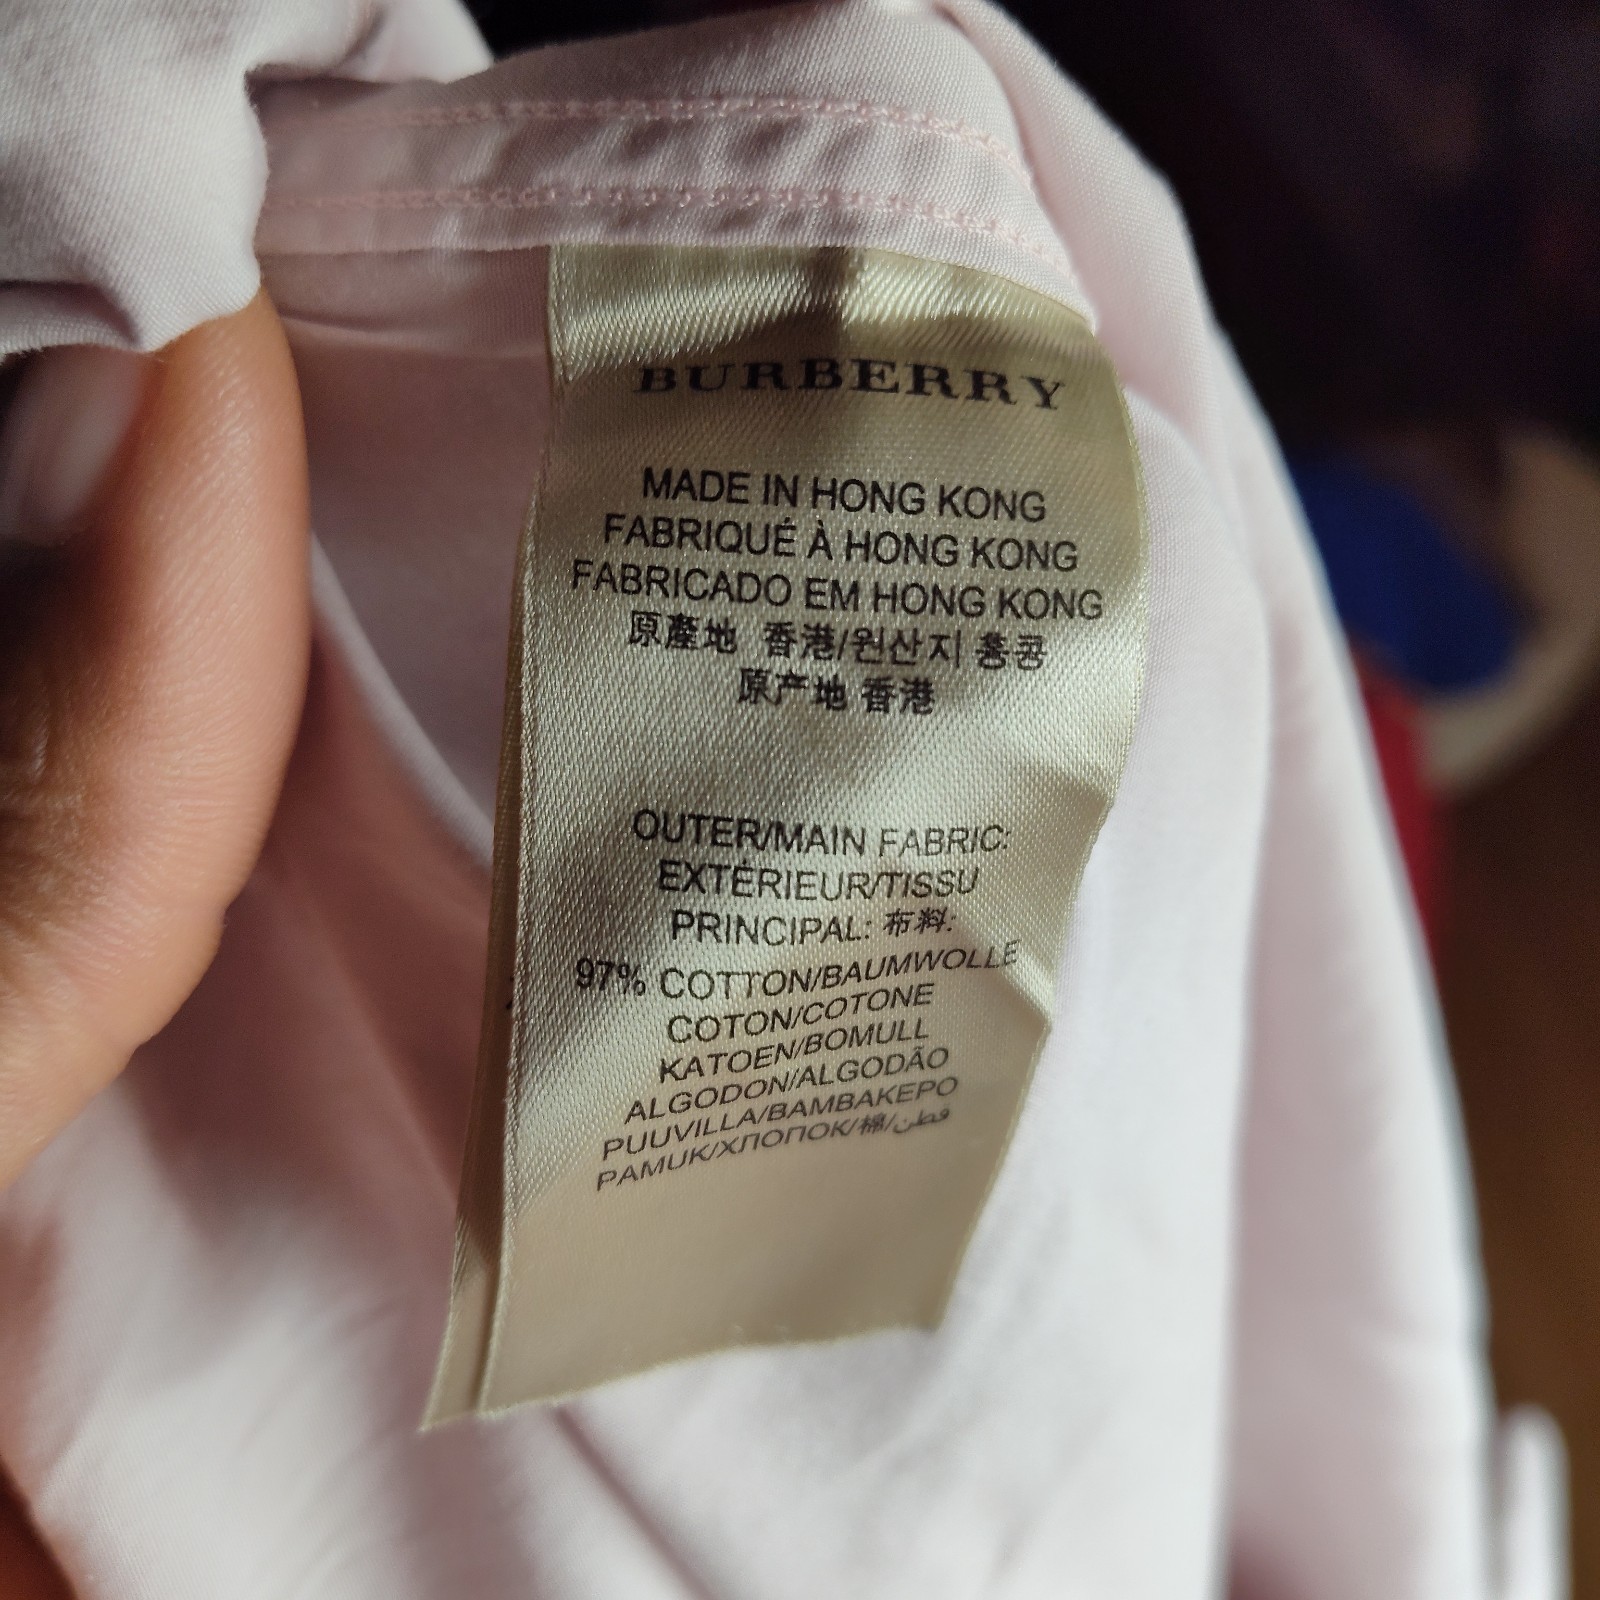 BURBERRY
MADE IN HONG KONG
FABRIQUÉ À HONG KONG
FABRICADO EM HONG KONG
原產地 香港/원산지 홍콩
原产地 香港
OUTER/MAIN FABRIC:
EXTÉRIEUR/TISSU
PRINCIPAL: 布料:
97% COTTON/BAUMWOLLE
COTON/COTONE
KATOEN/BOMULL
ALGODON/ALGODÃO
PUUVILLA/BAMBAKEPO
PAMUK/ХЛОПОК/棉/قطن